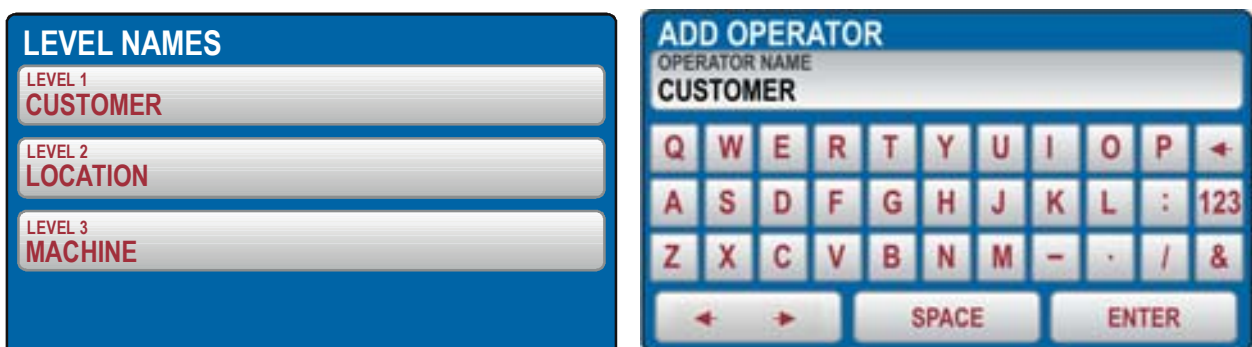 LEVEL NAMES
LEVEL 1
CUSTOMER
LEVEL 2
LOCATION
LEVEL 3
MACHINE
ADD OPERATOR
OPERATOR NAME
CUSTOMER
Q W E R T Y U I O P
A S D F G H J K L : 123
Z X C V B N M - . / &
SPACE ENTER